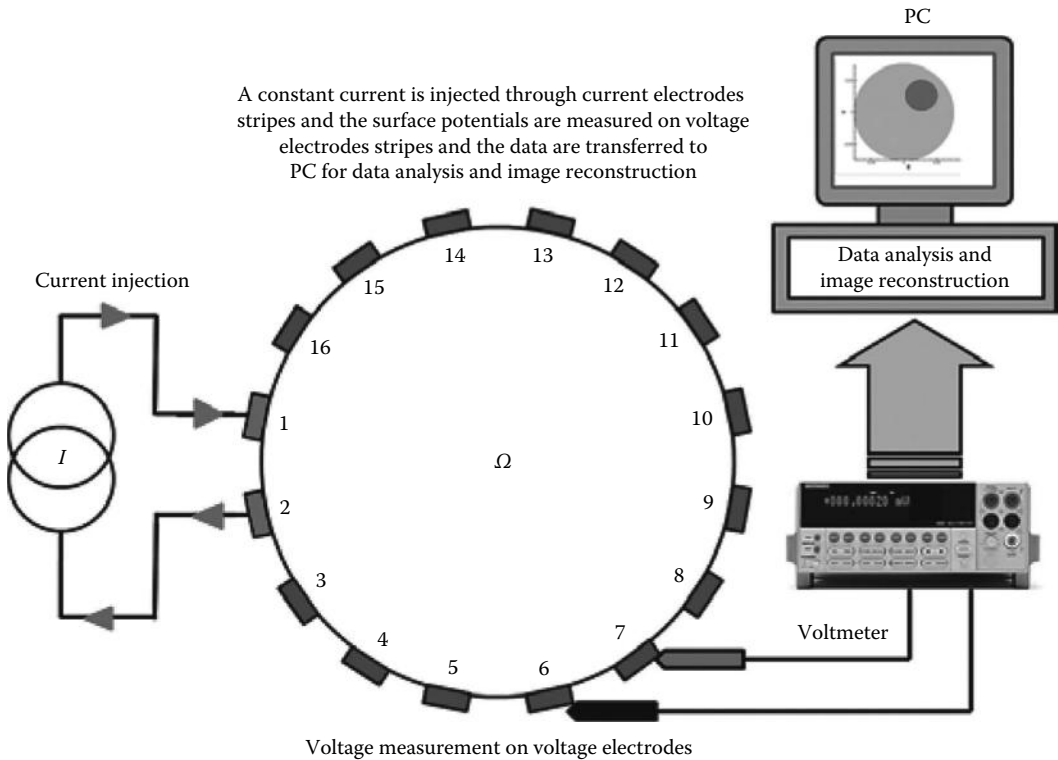 PC
A constant current is injected through current electrodes
stripes and the surface potentials are measured on voltage
electrodes stripes and the data are transferred to
PC for data analysis and image reconstruction
Data analysis and
image reconstruction
Current injection
14
13
15
12
16
11
1
10
I
Ω
2
9
3
8
4
7
5
6
+000.00020 mV
Voltmeter
Voltage measurement on voltage electrodes